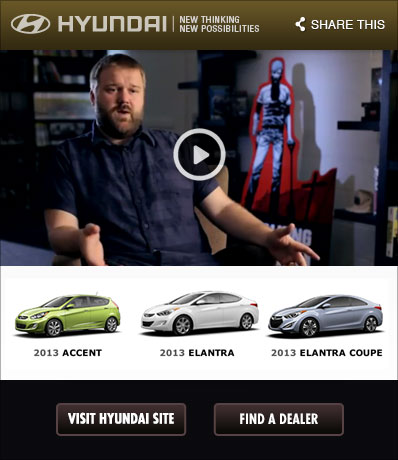 HYUNDAI
NEW THINKING
NEW POSSIBILITIES
SHARE THIS
2013 ACCENT
2013 ELANTRA
2013 ELANTRA COUPE
VISIT HYUNDAI SITE
FIND A DEALER